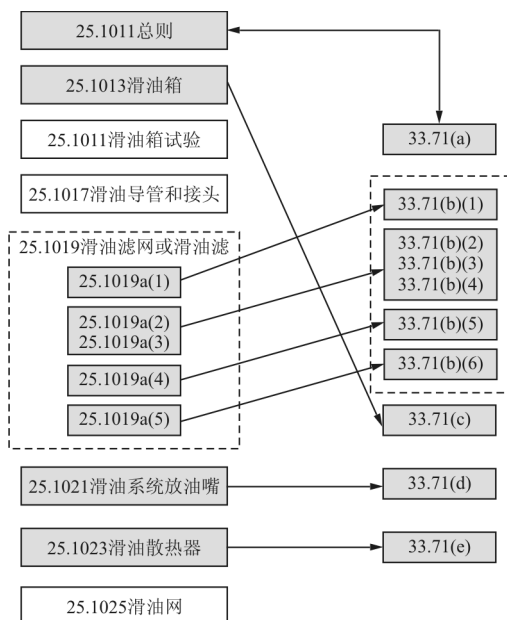 25.1011总则
25.1013滑油箱
25.1011滑油箱试验
25.1017滑油导管和接头
25.1019滑油滤网或滑油滤
25.1019a(1)
25.1019a(2)
25.1019a(3)
25.1019a(4)
25.1019a(5)
25.1021滑油系统放油嘴
25.1023滑油散热器
25.1025滑油网
33.71(a)
33.71(b)(1)
33.71(b)(2)
33.71(b)(3)
33.71(b)(4)
33.71(b)(5)
33.71(b)(6)
33.71(c)
33.71(d)
33.71(e)